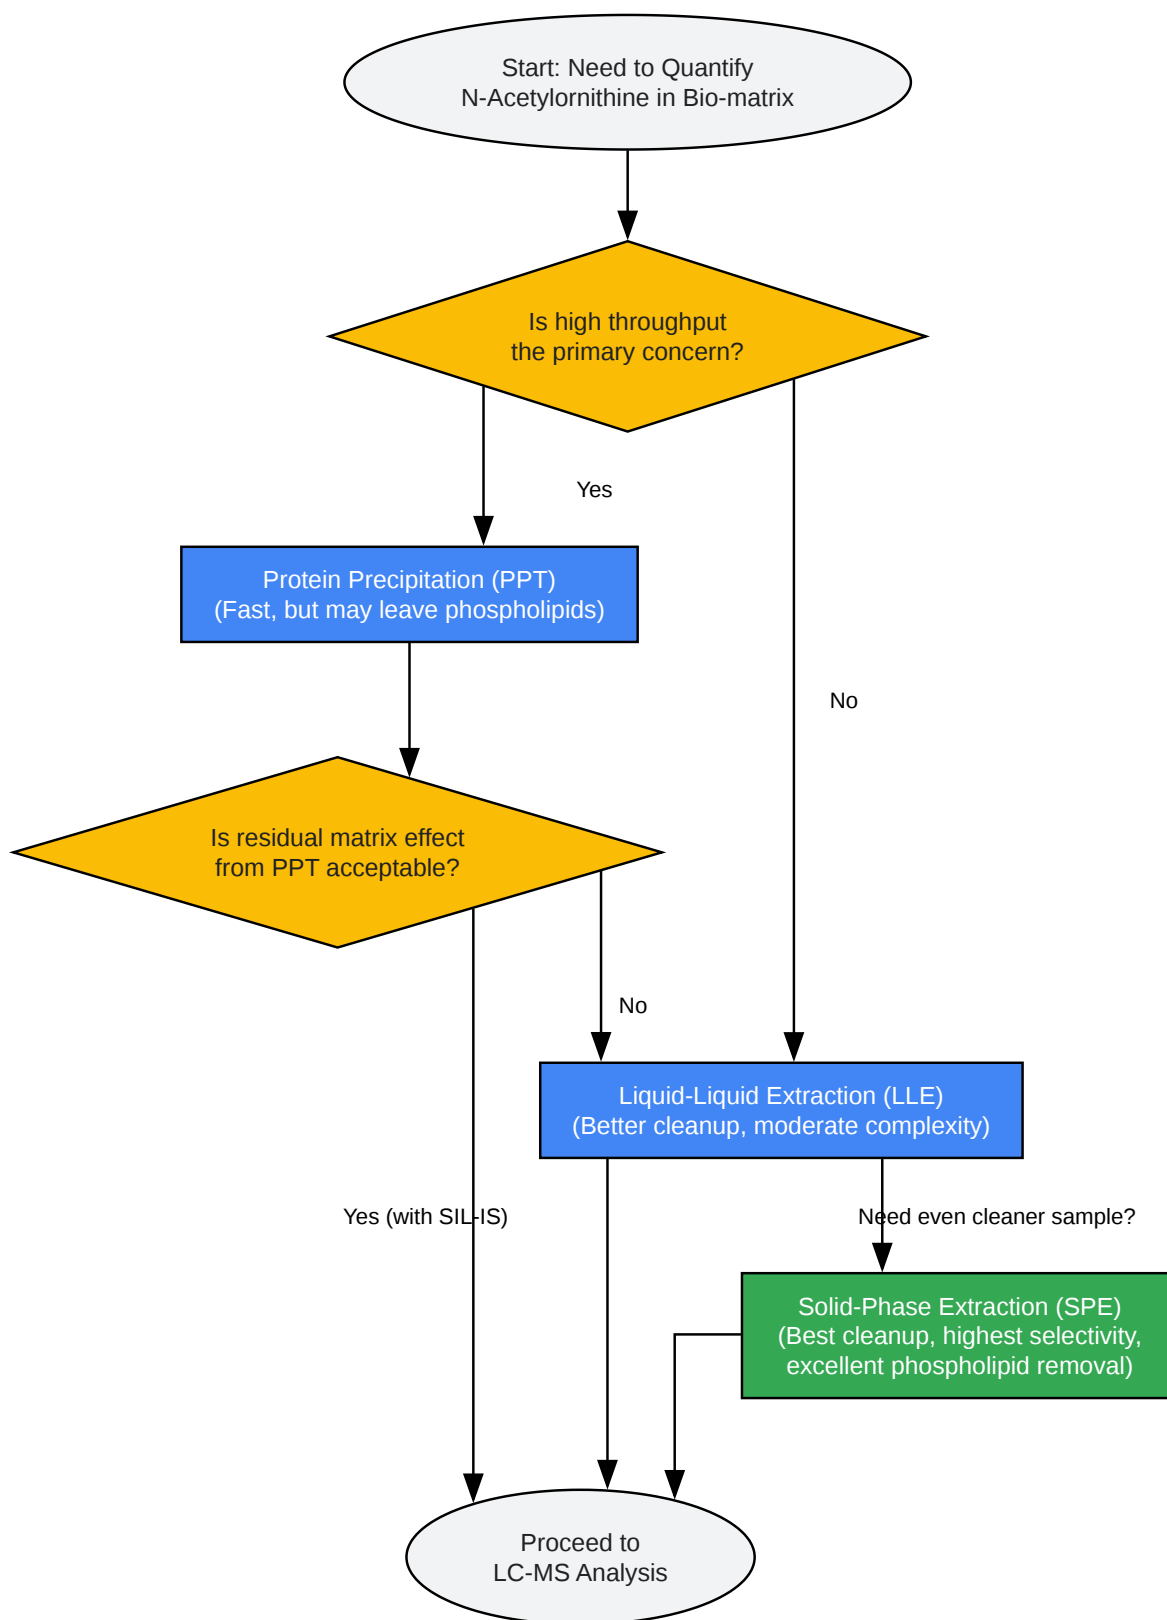 Start: Need to Quantify
N-Acetylornithine in Bio-matrix
Is high throughput
the primary concern?
Yes
Protein Precipitation (PPT)
(Fast, but may leave phospholipids)
No
Is residual matrix effect
from PPT acceptable?
No
Liquid-Liquid Extraction (LLE)
(Better cleanup, moderate complexity)
Yes (with SIL-IS)
Need even cleaner sample?
Solid-Phase Extraction (SPE)
(Best cleanup, highest selectivity,
excellent phospholipid removal)
Proceed to
LC-MS Analysis